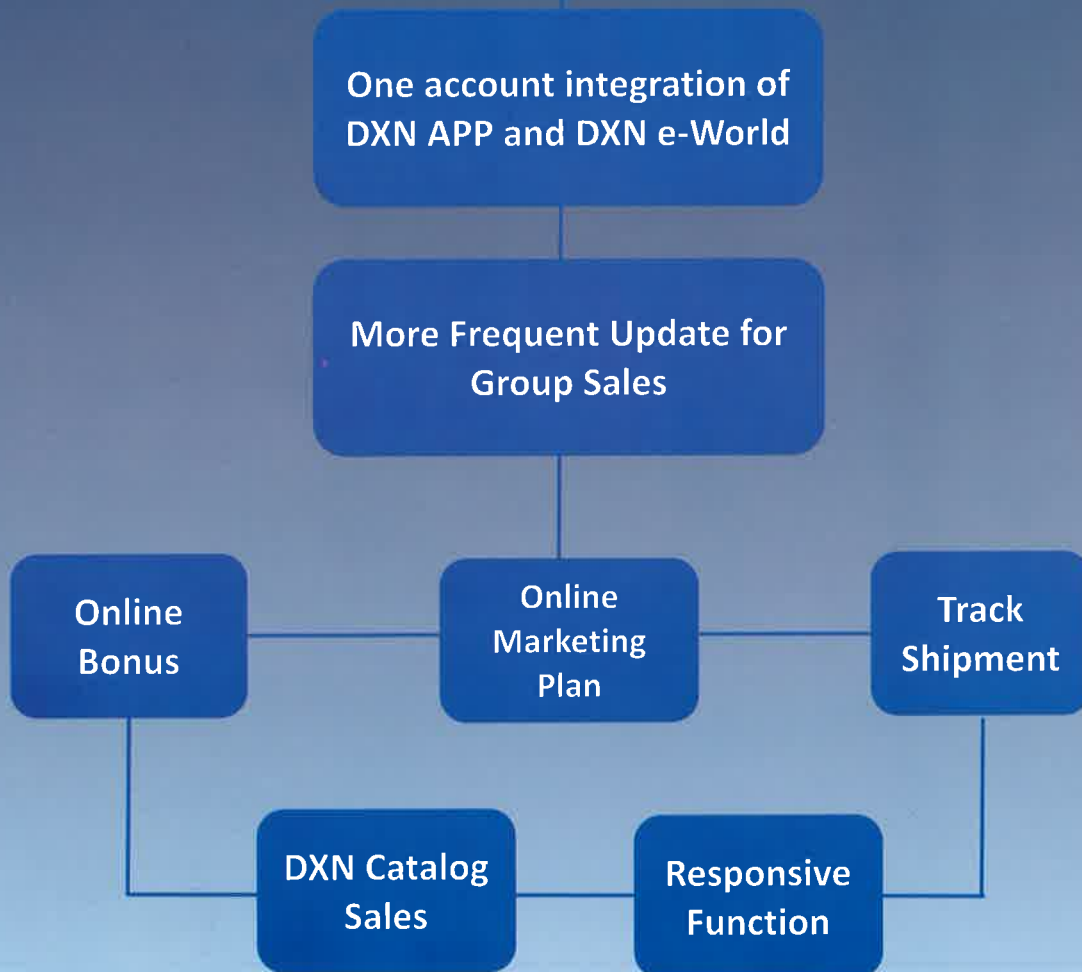 One account integration of
DXN APP and DXN e-World
More Frequent Update for
Group Sales
Online
Bonus
Online
Marketing
Plan
Track
Shipment
DXN Catalog
Sales
Responsive
Function